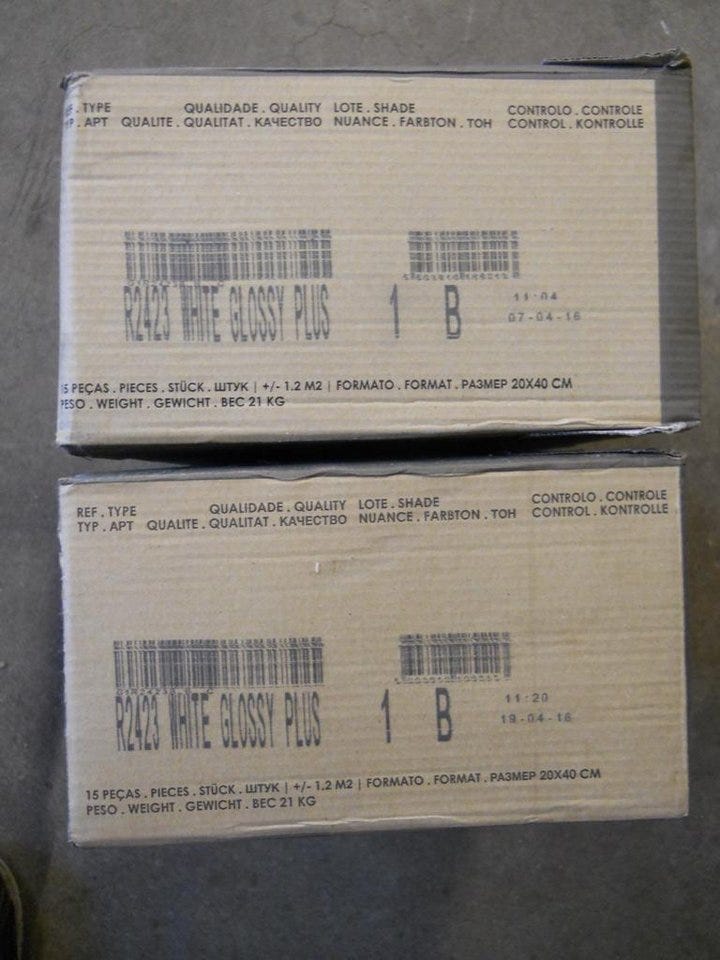 TYPE QUALIDADE . QUALITY LOTE . SHADE CONTROLO . CONTROLE
APT QUALITE . QUALITAT . КАЧЕСТВО NUANCE . FARBTON . ТОН CONTROL . KONTROLLE
R2423 WHITE GLOSSY PLUS 1 B 11:04
07-04-16
5 PEÇAS . PIECES . STÜCK . ШТУК | +/- 1.2 M2 | FORMATO . FORMAT . РАЗМЕР 20X40 CM
PESO . WEIGHT . GEWICHT . ВЕС 21 KG
REF . TYPE QUALIDADE . QUALITY LOTE . SHADE CONTROLO . CONTROLE
TYP . APT QUALITE . QUALITAT . КАЧЕСТВО NUANCE . FARBTON . ТОН CONTROL . KONTROLLE
R2423 WHITE GLOSSY PLUS 1 B 11:20
19-04-16
15 PEÇAS . PIECES . STÜCK . ШТУК | +/- 1.2 M2 | FORMATO . FORMAT . РАЗМЕР 20X40 CM
PESO . WEIGHT . GEWICHT . ВЕС 21 KG